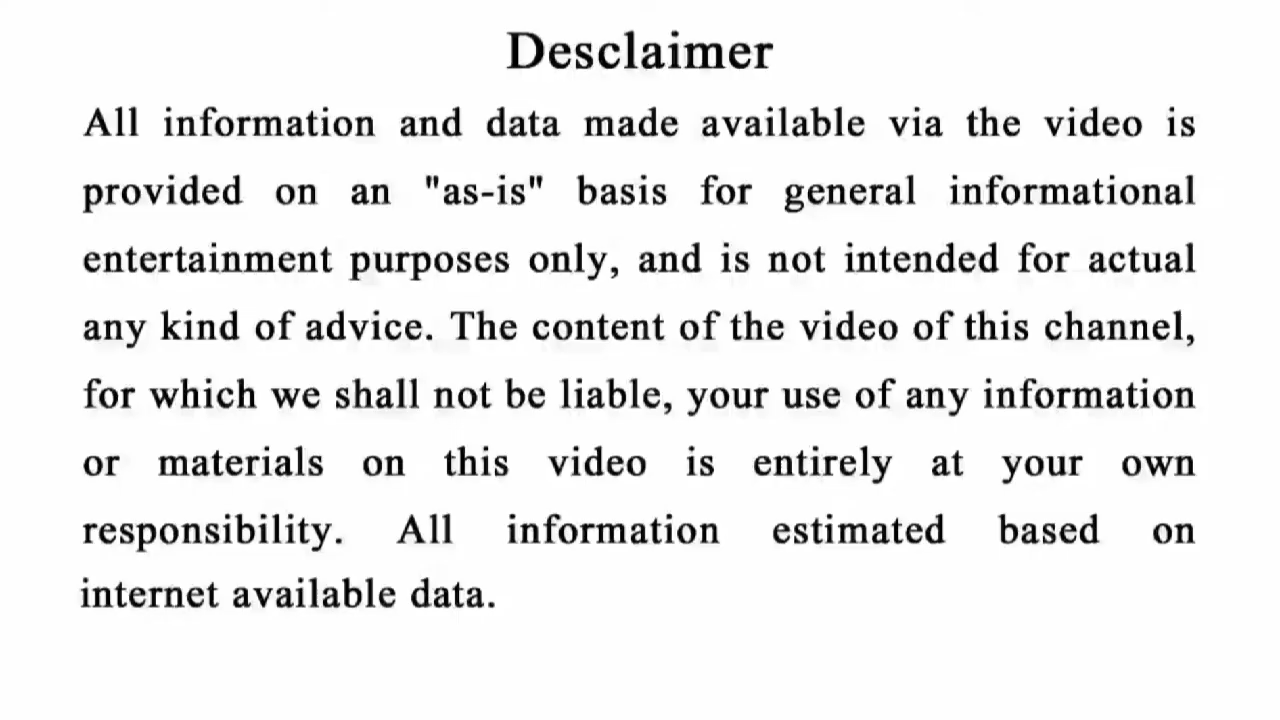 Desclaimer
All information and data made available via the video is
provided on an "as-is" basis for general informational
entertainment purposes only, and is not intended for actual
any kind of advice. The content of the video of this channel,
for which we shall not be liable, your use of any information
or materials on this video is entirely at your own
responsibility. All information estimated based on
internet available data.